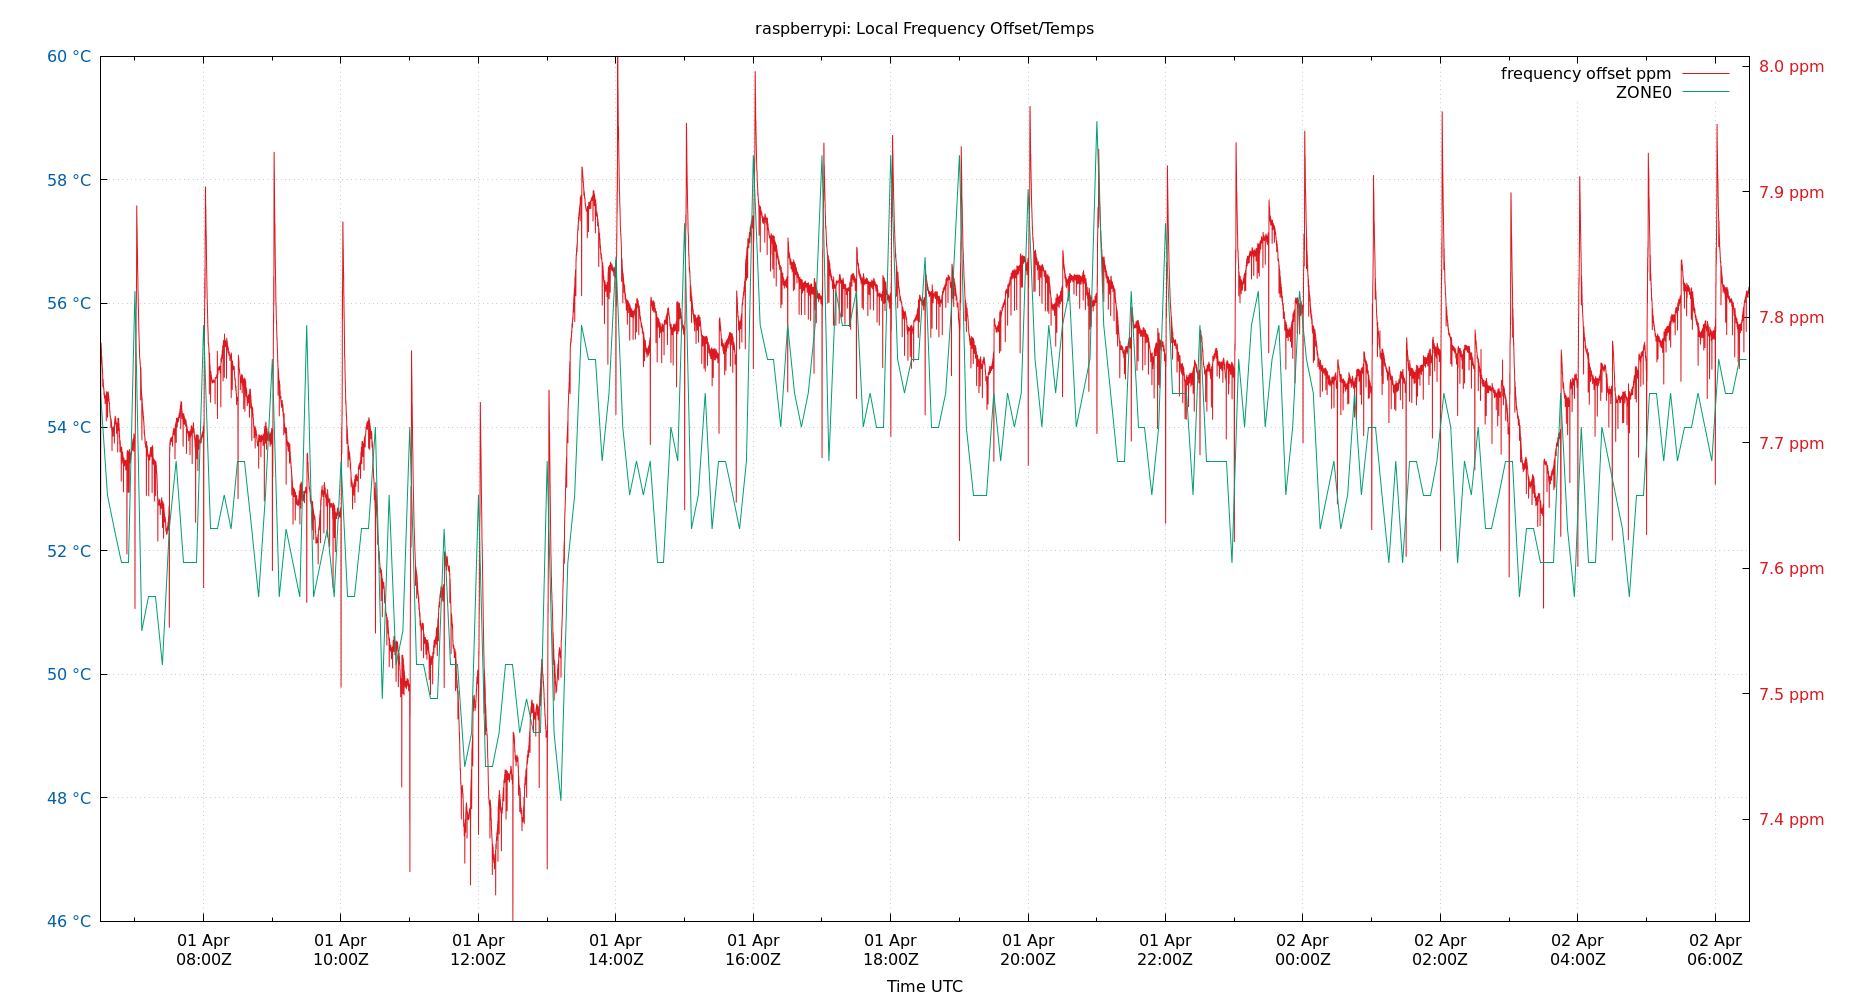 raspberrypi: Local Frequency Offset/Temps
60 °C
58 °C
56 °C
54 °C
52 °C
50 °C
48 °C
46 °C
frequency offset ppm
ZONE0
8.0 ppm
7.9 ppm
7.8 ppm
7.7 ppm
7.6 ppm
7.5 ppm
7.4 ppm
01 Apr 01 Apr 01 Apr 01 Apr 01 Apr 01 Apr 01 Apr 01 Apr 02 Apr 02 Apr 02 Apr 02 Apr
08:00Z 10:00Z 12:00Z 14:00Z 16:00Z 18:00Z 20:00Z 22:00Z 00:00Z 02:00Z 04:00Z 06:00Z
Time UTC